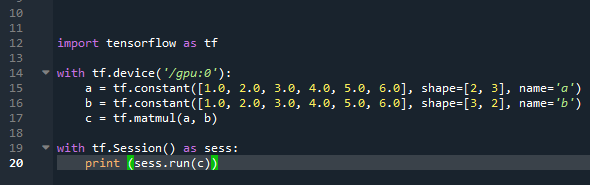 10
11
12 import tensorflow as tf
13
14 with tf.device('/gpu:0'):
15 a = tf.constant([1.0, 2.0, 3.0, 4.0, 5.0, 6.0], shape=[2, 3], name='a')
16 b = tf.constant([1.0, 2.0, 3.0, 4.0, 5.0, 6.0], shape=[3, 2], name='b')
17 c = tf.matmul(a, b)
18
19 with tf.Session() as sess:
20 print (sess.run(c))